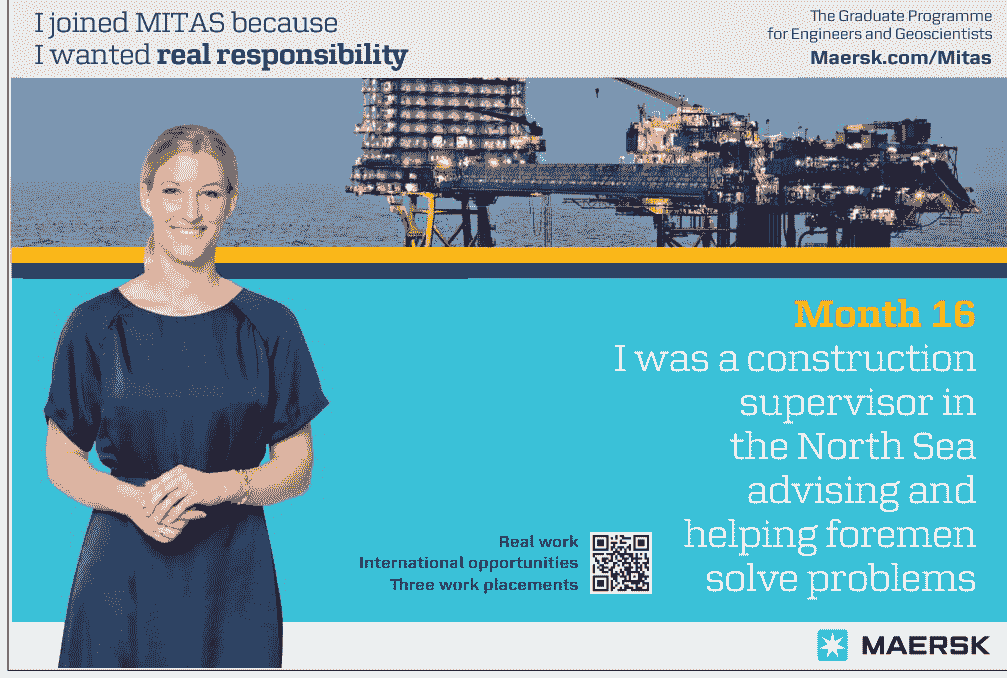 I joined MITAS because
I wanted real responsibility
The Graduate Programme
for Engineers and Geoscientists
Maersk.com/Mitas
Month 16
I was a construction
supervisor in
the North Sea
advising and
helping foremen
solve problems
Real work
International opportunities
Three work placements
MAERSK